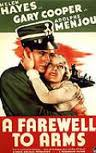 HELEN
HAYES
GARY
COOPER
ADOLPHE
MENJOU
A FAREWELL
TO ARMS